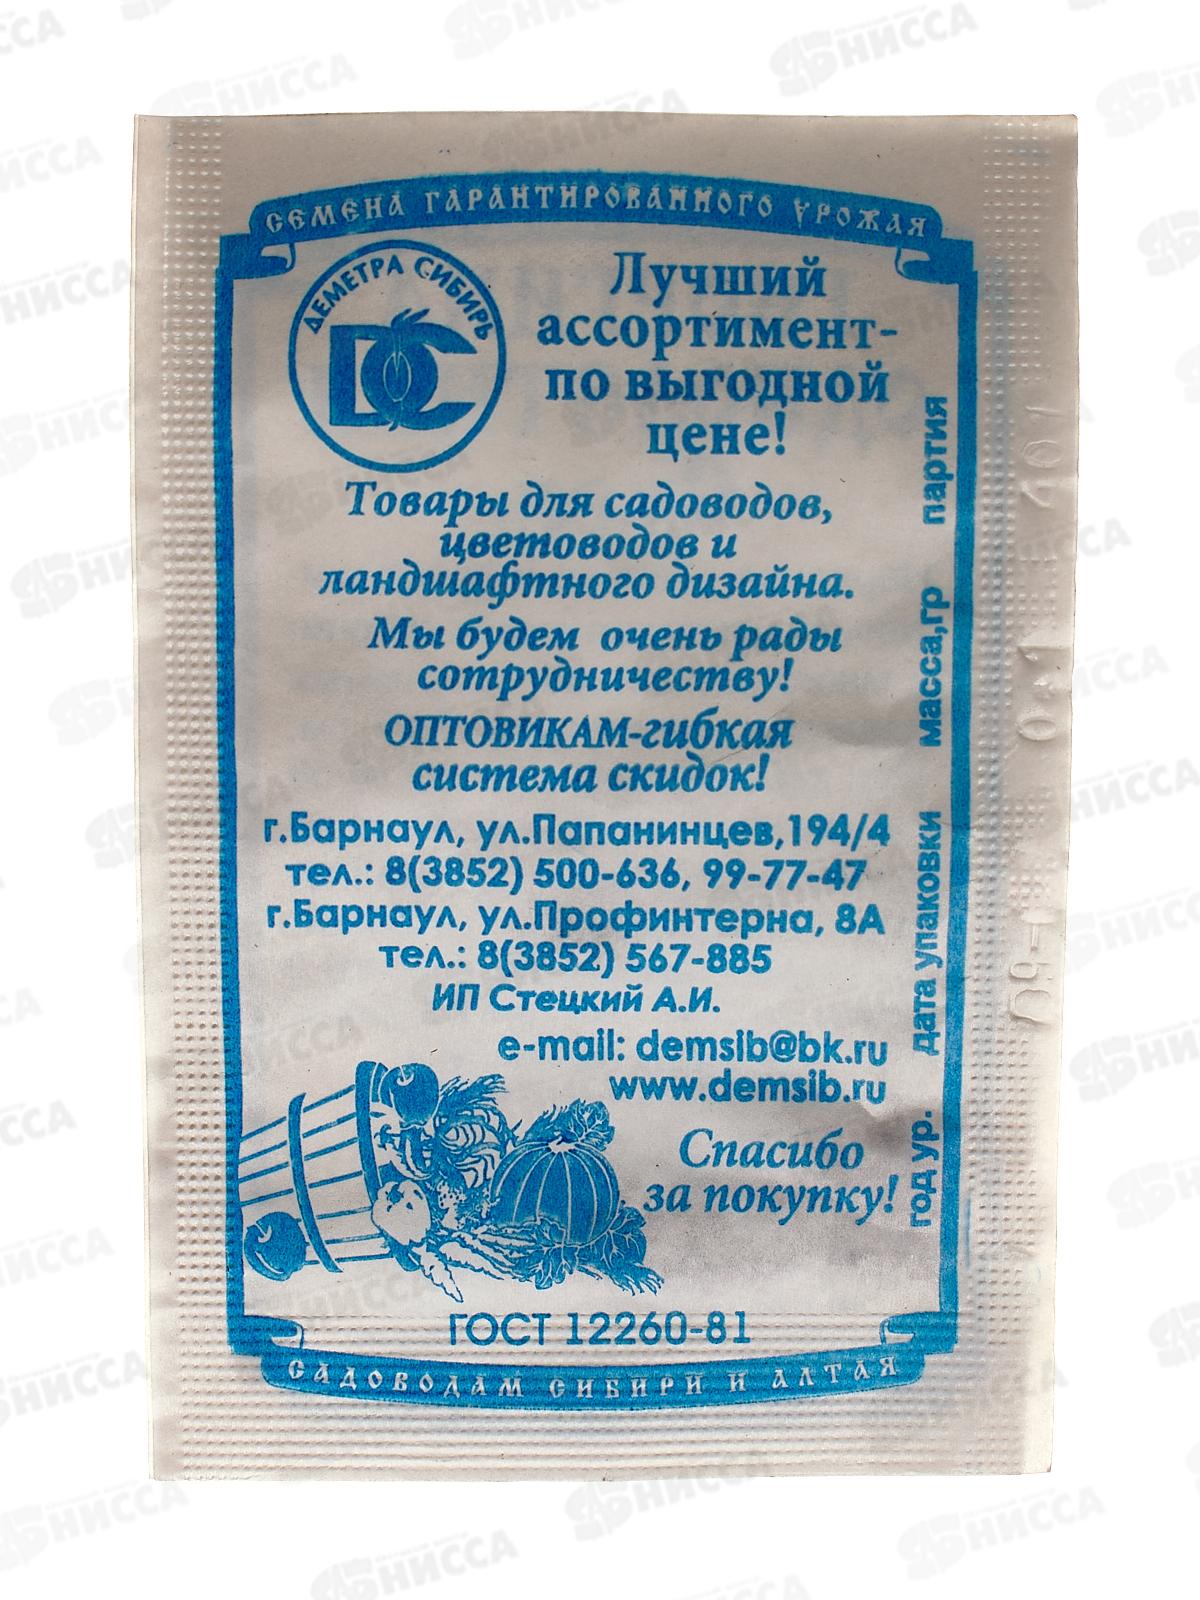 СЕМЕНА ГАРАНТИРОВАННОГО УРОЖАЯ
ДЕМЕТРА СИБИРЬ
DC
Лучший
ассортимент-
по выгодной
цене!
Товары для садоводов,
цветоводов и
ландшафтного дизайна.
Мы будем очень рады
сотрудничеству!
ОПТОВИКАМ-гибкая
система скидок!
г.Барнаул, ул.Папанинцев,194/4
тел.: 8(3852) 500-636, 99-77-47
г.Барнаул, ул.Профинтерна, 8А
тел.: 8(3852) 567-885
ИП Стецкий А.И.
e-mail: demsib@bk.ru
www.demsib.ru
Спасибо
за покупку!
год ур. дата упаковки масса,гр партия
ГОСТ 12260-81
САДОВОДАМ СИБИРИ И АЛТАЯ
НИССА